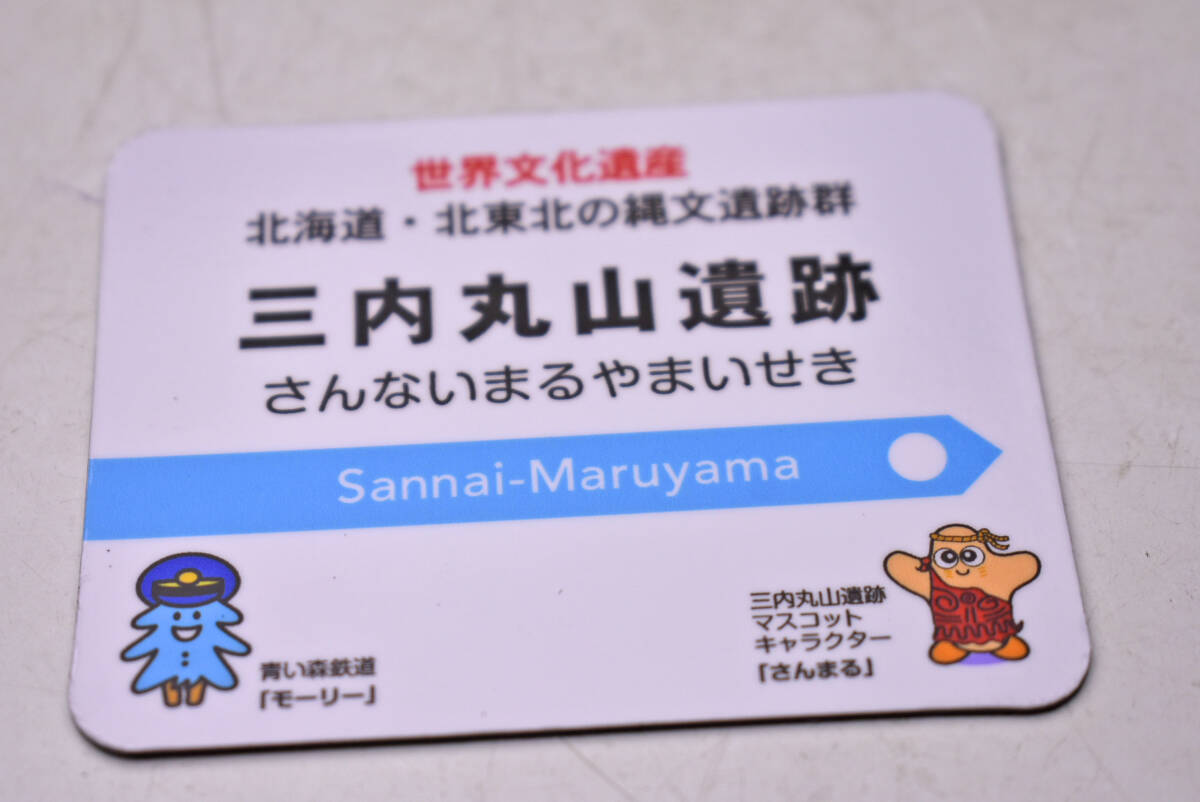 世界文化遺産
北海道・北東北の縄文遺跡群
三内丸山遺跡
さんないまるやまいせき
Sannai-Maruyama
青い森鉄道
「モーリー」
三内丸山遺跡
マスコット
キャラクター
「さんまる」